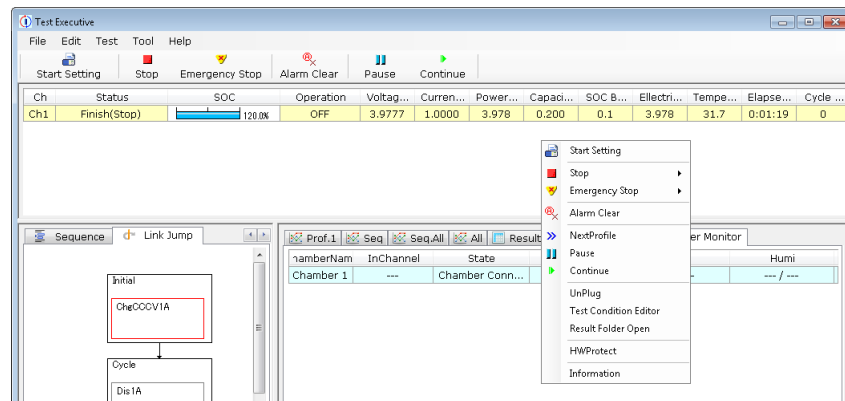 Test Executive
File Edit Test Tool Help
Start Setting Stop Emergency Stop Alarm Clear Pause Continue
Ch Status SOC Operation Voltag... Curren... Power... Capaci... SOC B... Ellectri... Tempe... Elapse... Cycle ...
Ch1 Finish(Stop) 120.0% OFF 3.9777 1.0000 3.978 0.200 0.1 3.978 31.7 0:01:19 0
Start Setting
Stop
Emergency Stop
Alarm Clear
NextProfile
Pause
Continue
UnPlug
Test Condition Editor
Result Folder Open
HWProtect
Information
Sequence Link Jump
Prof.1 Seq Seq.All All Result er Monitor
hamberNam InChannel State Humi
Chamber 1 --- Chamber Conn... - --- / ---
Initial
ChgCCCV1A
Cycle
Dis1A